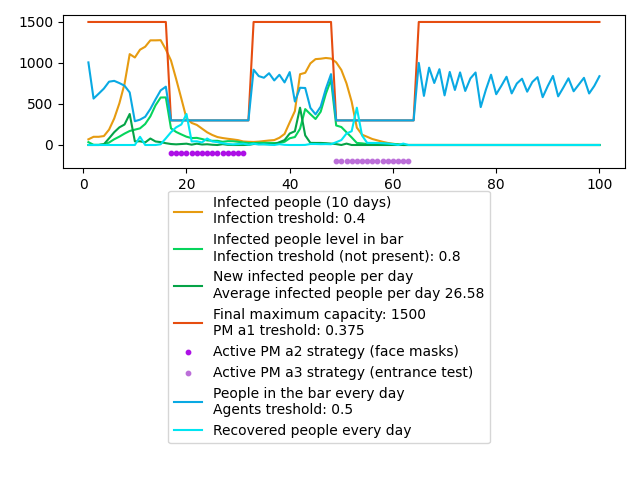 1500
1000
500
0
0
20
40
60
80
100
Infected people (10 days)
Infection treshold: 0.4
Infected people level in bar
Infection treshold (not present): 0.8
New infected people per day
Average infected people per day 26.58
Final maximum capacity: 1500
PM a1 treshold: 0.375
Active PM a2 strategy (face masks)
Active PM a3 strategy (entrance test)
People in the bar every day
Agents treshold: 0.5
Recovered people every day